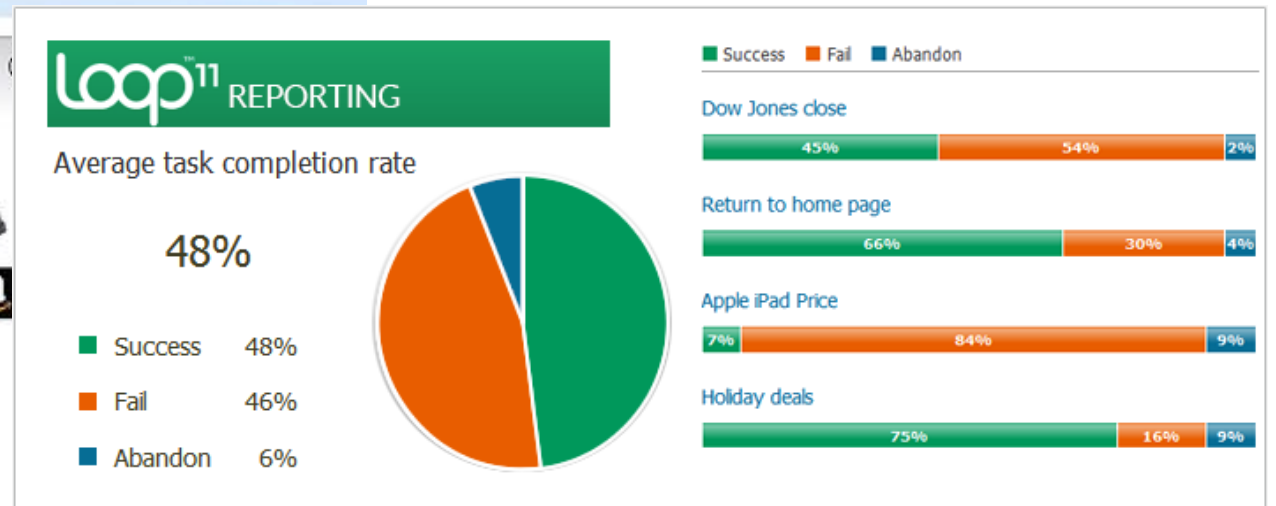 Loop™11 REPORTING
Average task completion rate
48%
Success 48%
Fail 46%
Abandon 6%
Success Fail Abandon
Dow Jones close
45% 54% 2%
Return to home page
66% 30% 4%
Apple iPad Price
7% 84% 9%
Holiday deals
75% 16% 9%